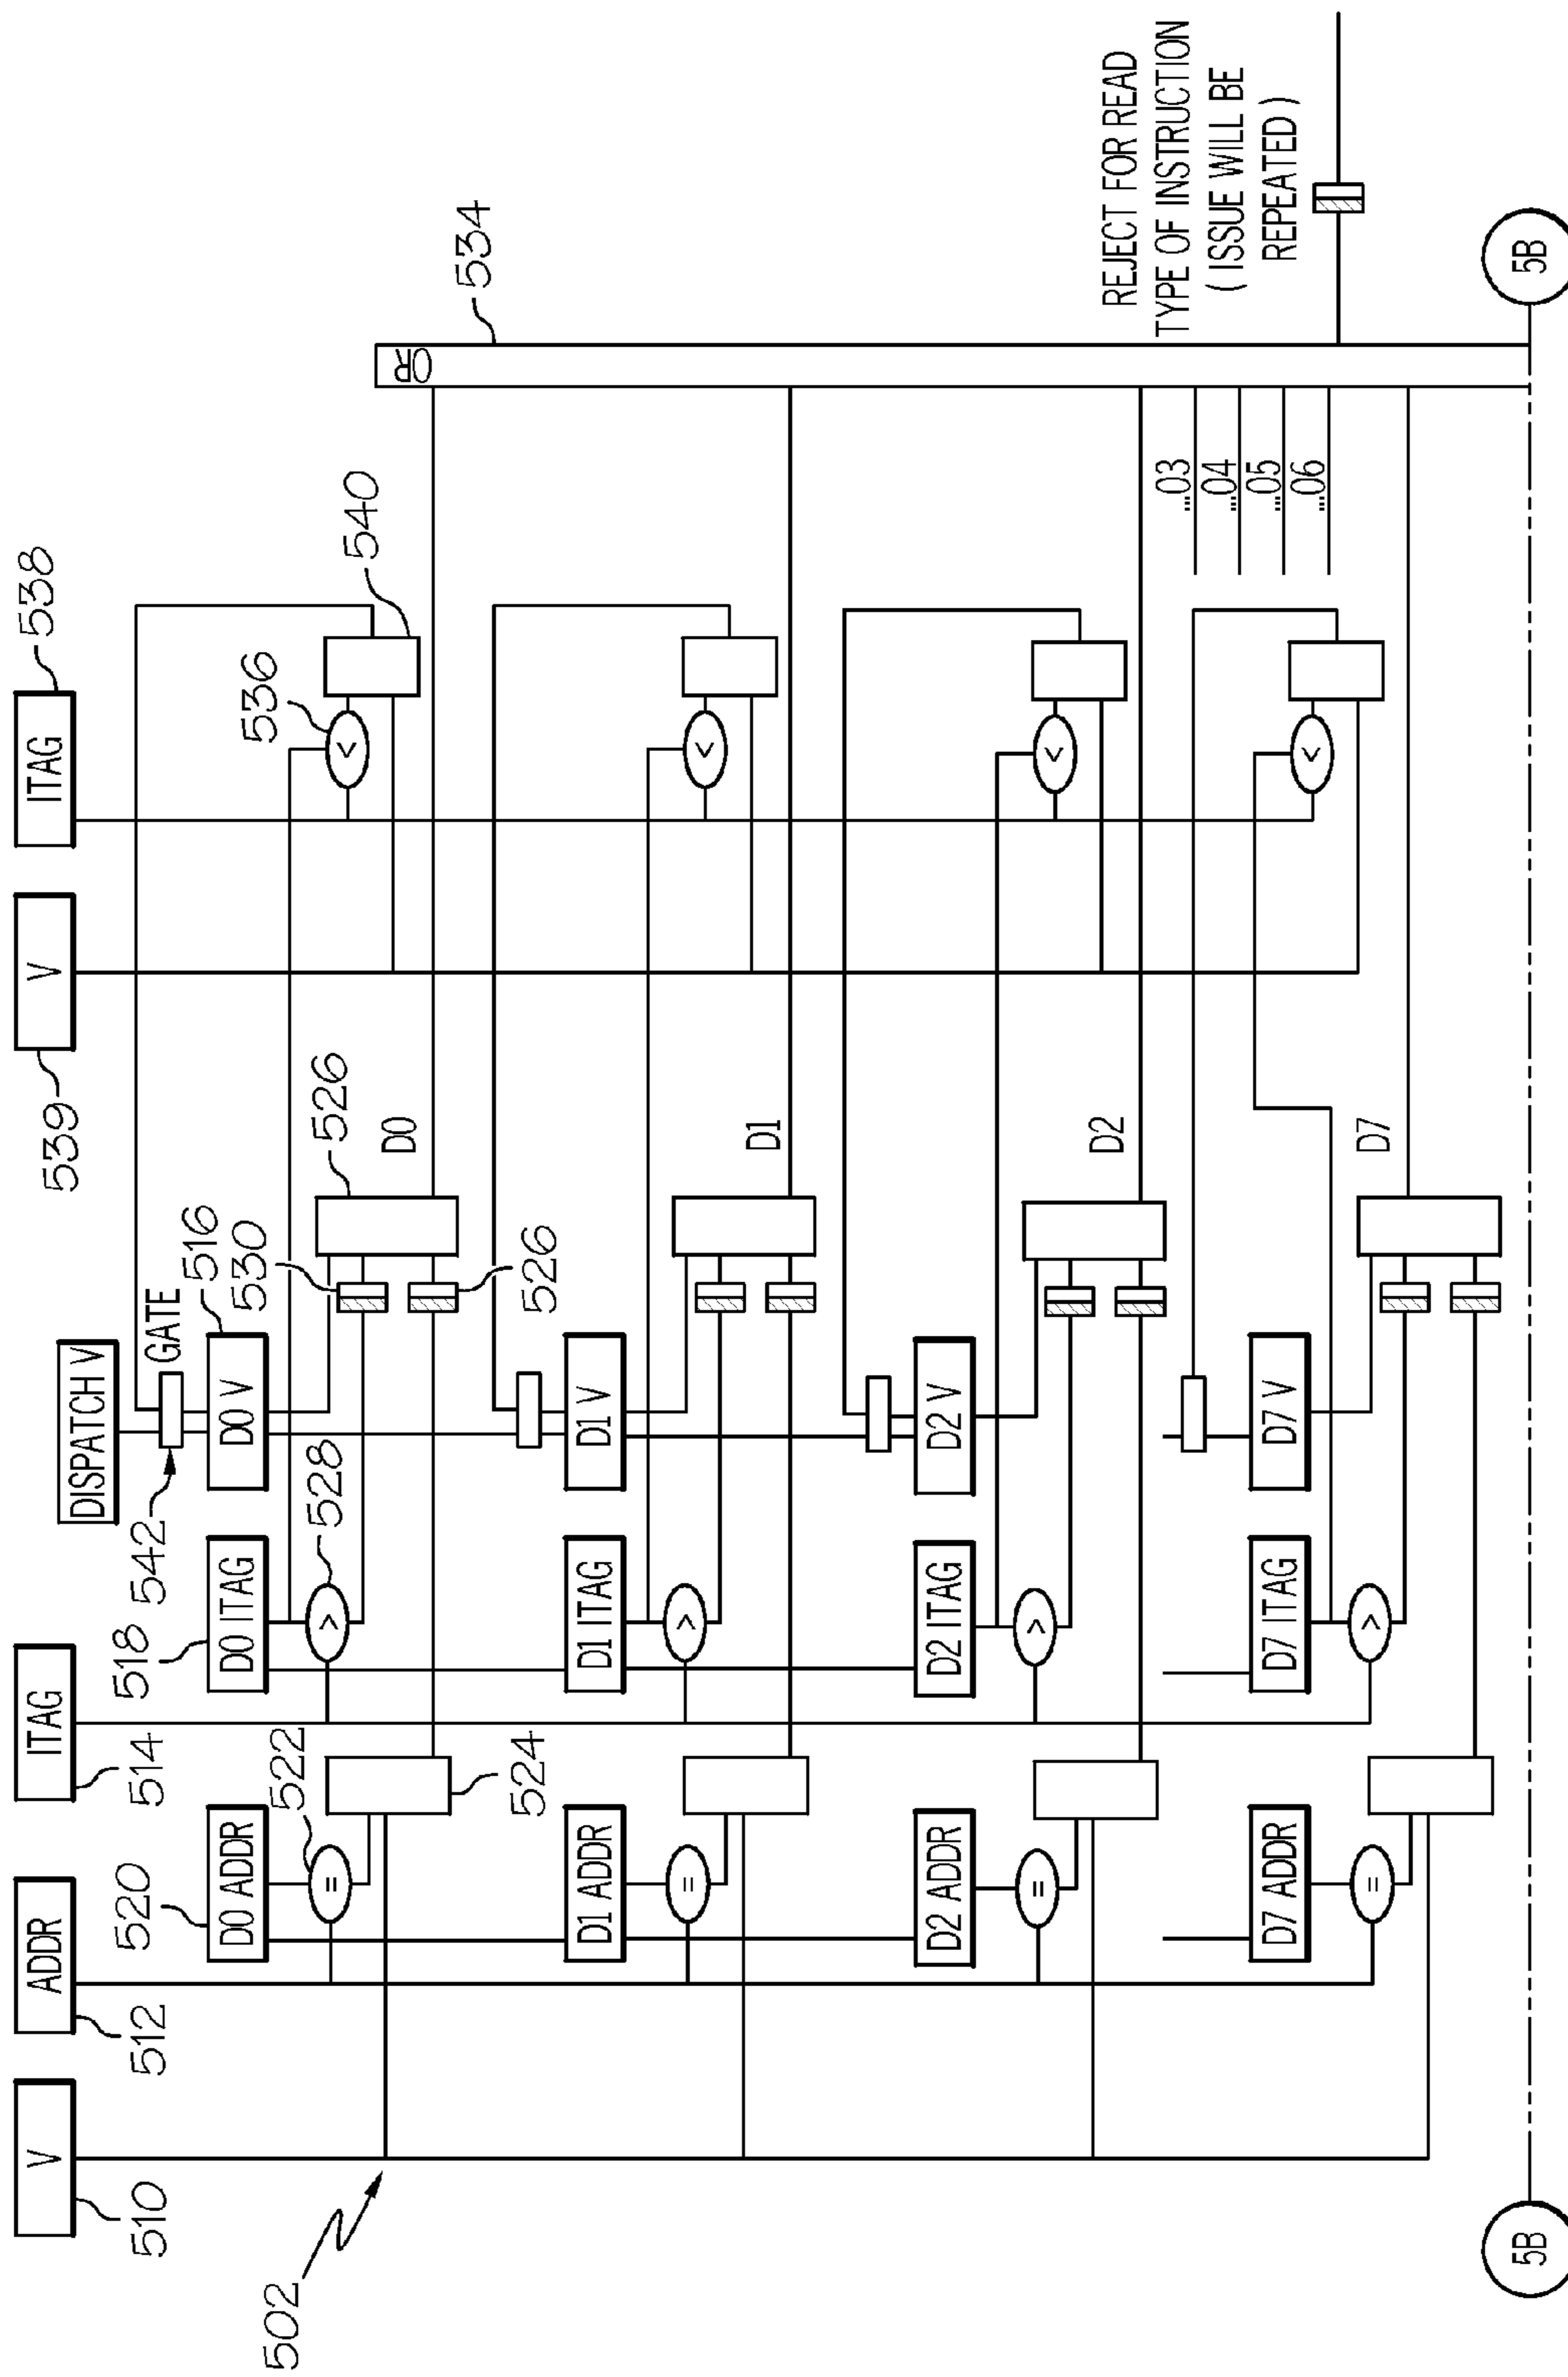 V
ADDR
ITAG
DISPATCH V
V
ITAG
510
512
514
542
GATE
539
538
502
520
518
516
D0 ADDR
D0 ITAG
D0 V
530
526
536
522
=
>
528
<
540
524
526
D0
534
OR
D1 ADDR
D1 ITAG
D1 V
=
>
<
D1
D2 ADDR
D2 ITAG
D2 V
=
>
<
D2
REJECT FOR READ
TYPE OF INSTRUCTION
( ISSUE WILL BE
REPEATED )
...03
...04
...05
...06
D7 ADDR
D7 ITAG
D7 V
=
>
<
D7
5B
5B